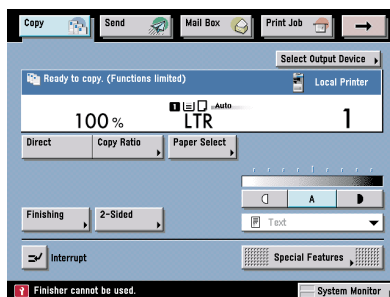 Copy Send Mail Box Print Job
Select Output Device
Ready to copy. (Functions limited) Local Printer
1 Auto
100 % LTR 1
Direct Copy Ratio Paper Select
A
Finishing 2-Sided
Text
Interrupt Special Features
Finisher cannot be used. System Monitor